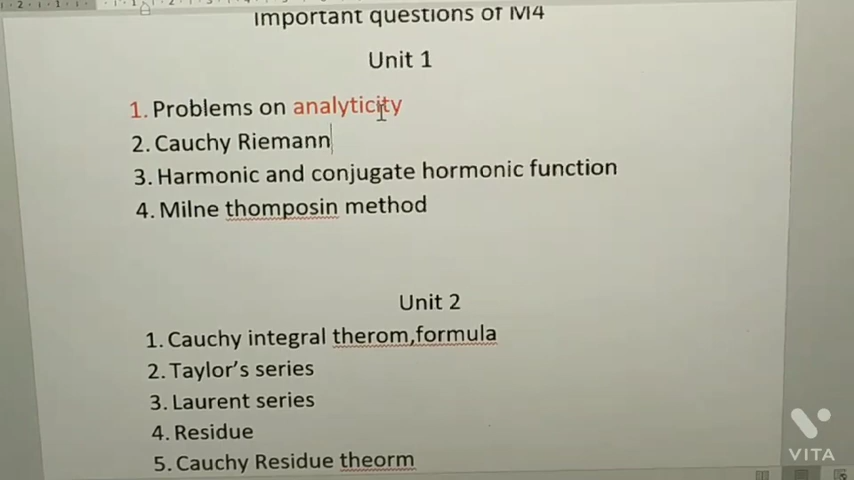 Important questions of M4
Unit 1
1. Problems on analyticity
2. Cauchy Riemann
3. Harmonic and conjugate hormonic function
4. Milne thomposin method
Unit 2
1. Cauchy integral therom,formula
2. Taylor's series
3. Laurent series
4. Residue
5. Cauchy Residue theorm
VITA